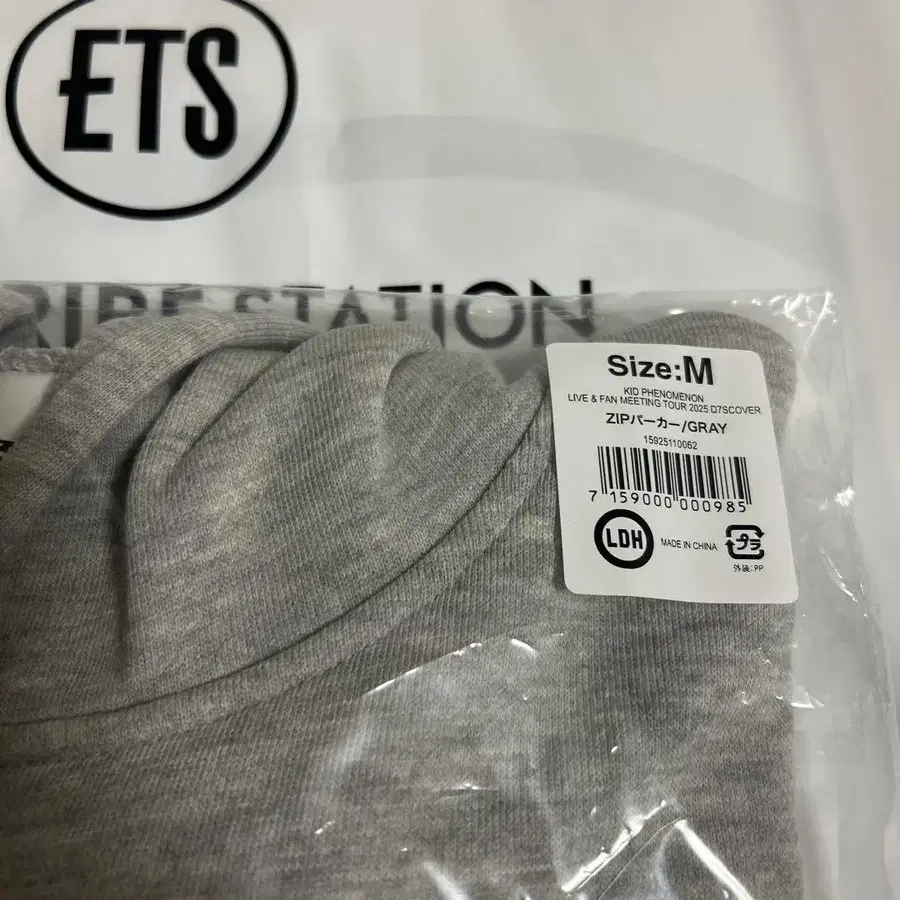 ETS
RIBE STATION
Size:M
KID PHENOMENON
LIVE & FAN MEETING TOUR 2025 D7SCOVER
ZIPパーカー/GRAY
15925110062
7 159000 000985
LDH
MADE IN CHINA
プラ
外装:PP